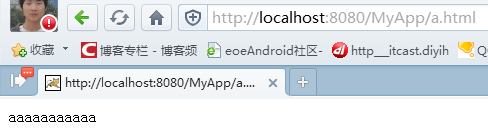 http://localhost:8080/MyApp/a.html
收藏 博客专栏 - 博客频 eoeAndroid社区- http___itcast.diyih Q
http://localhost:8080/MyApp/a....
aaaaaaaaaaa